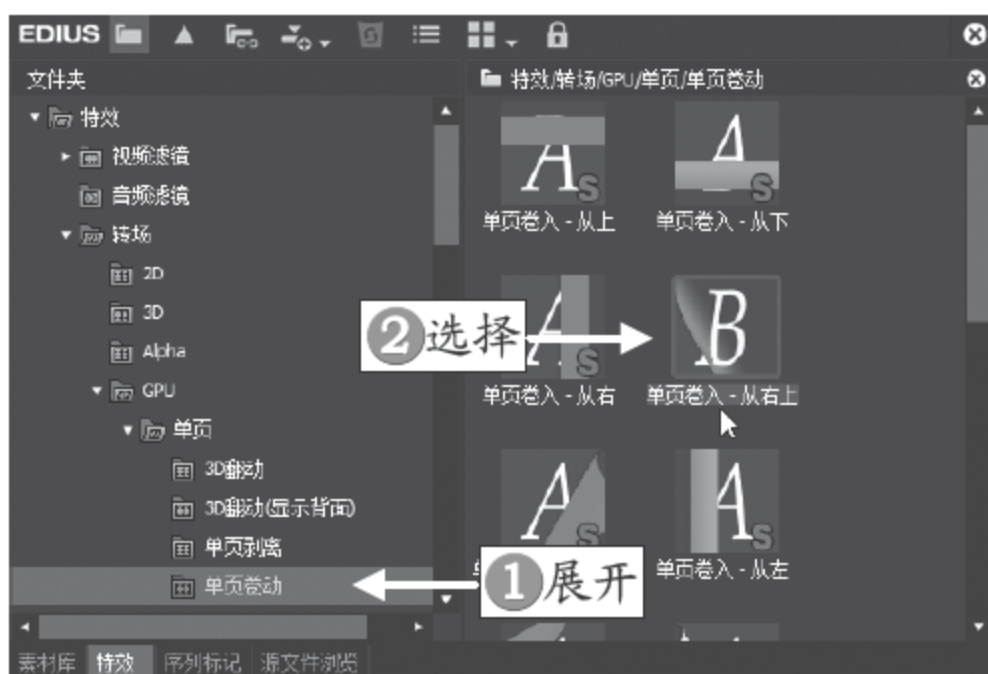 EDIUS
文件夹
特效/转场/GPU/单页/单页卷动
特效
视频滤镜
音频滤镜
转场
2D
3D
Alpha
GPU
单页
3D翻动
3D翻动(显示背面)
单页剥离
单页卷动
素材库 特效 序列标记 源文件浏览
A S
A S
单页卷入 - 从上
单页卷入 - 从下
A S
B
②选择
单页卷入 - 从右
单页卷入 - 从右上
A
A S
单页卷入 - 从左
①展开